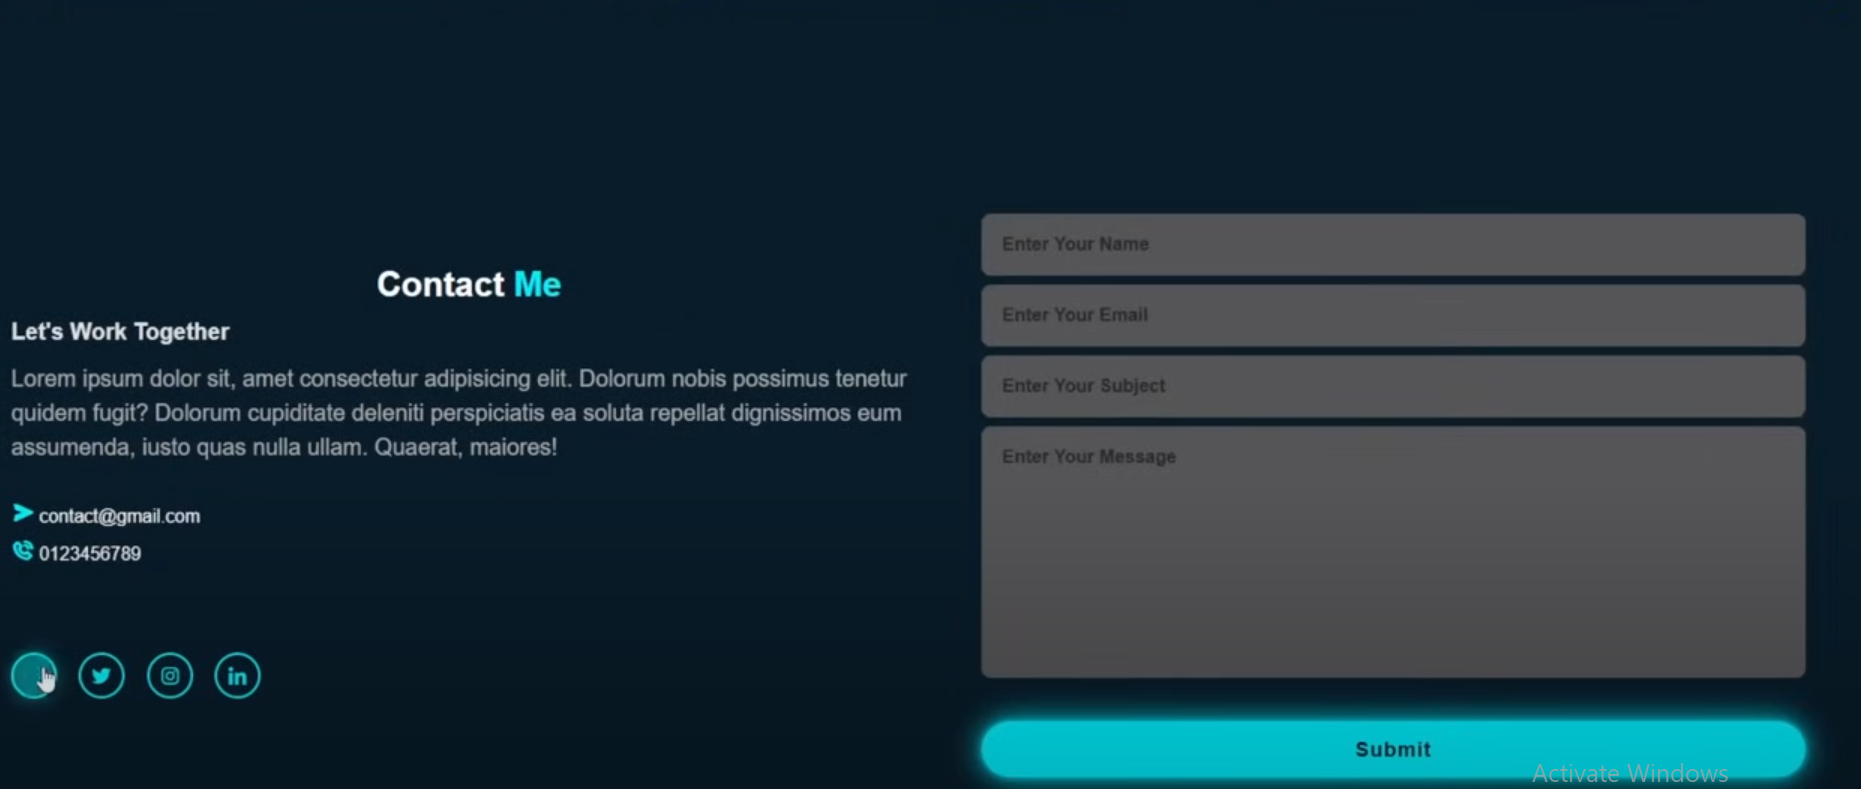 Contact Me
Let's Work Together
Lorem ipsum dolor sit, amet consectetur adipisicing elit. Dolorum nobis possimus tenetur
quidem fugit? Dolorum cupiditate deleniti perspiciatis ea soluta repellat dignissimos eum
assumenda, iusto quas nulla ullam. Quaerat, maiores!
contact@gmail.com
0123456789
in
Enter Your Name
Enter Your Email
Enter Your Subject
Enter Your Message
Submit
Activate Windows